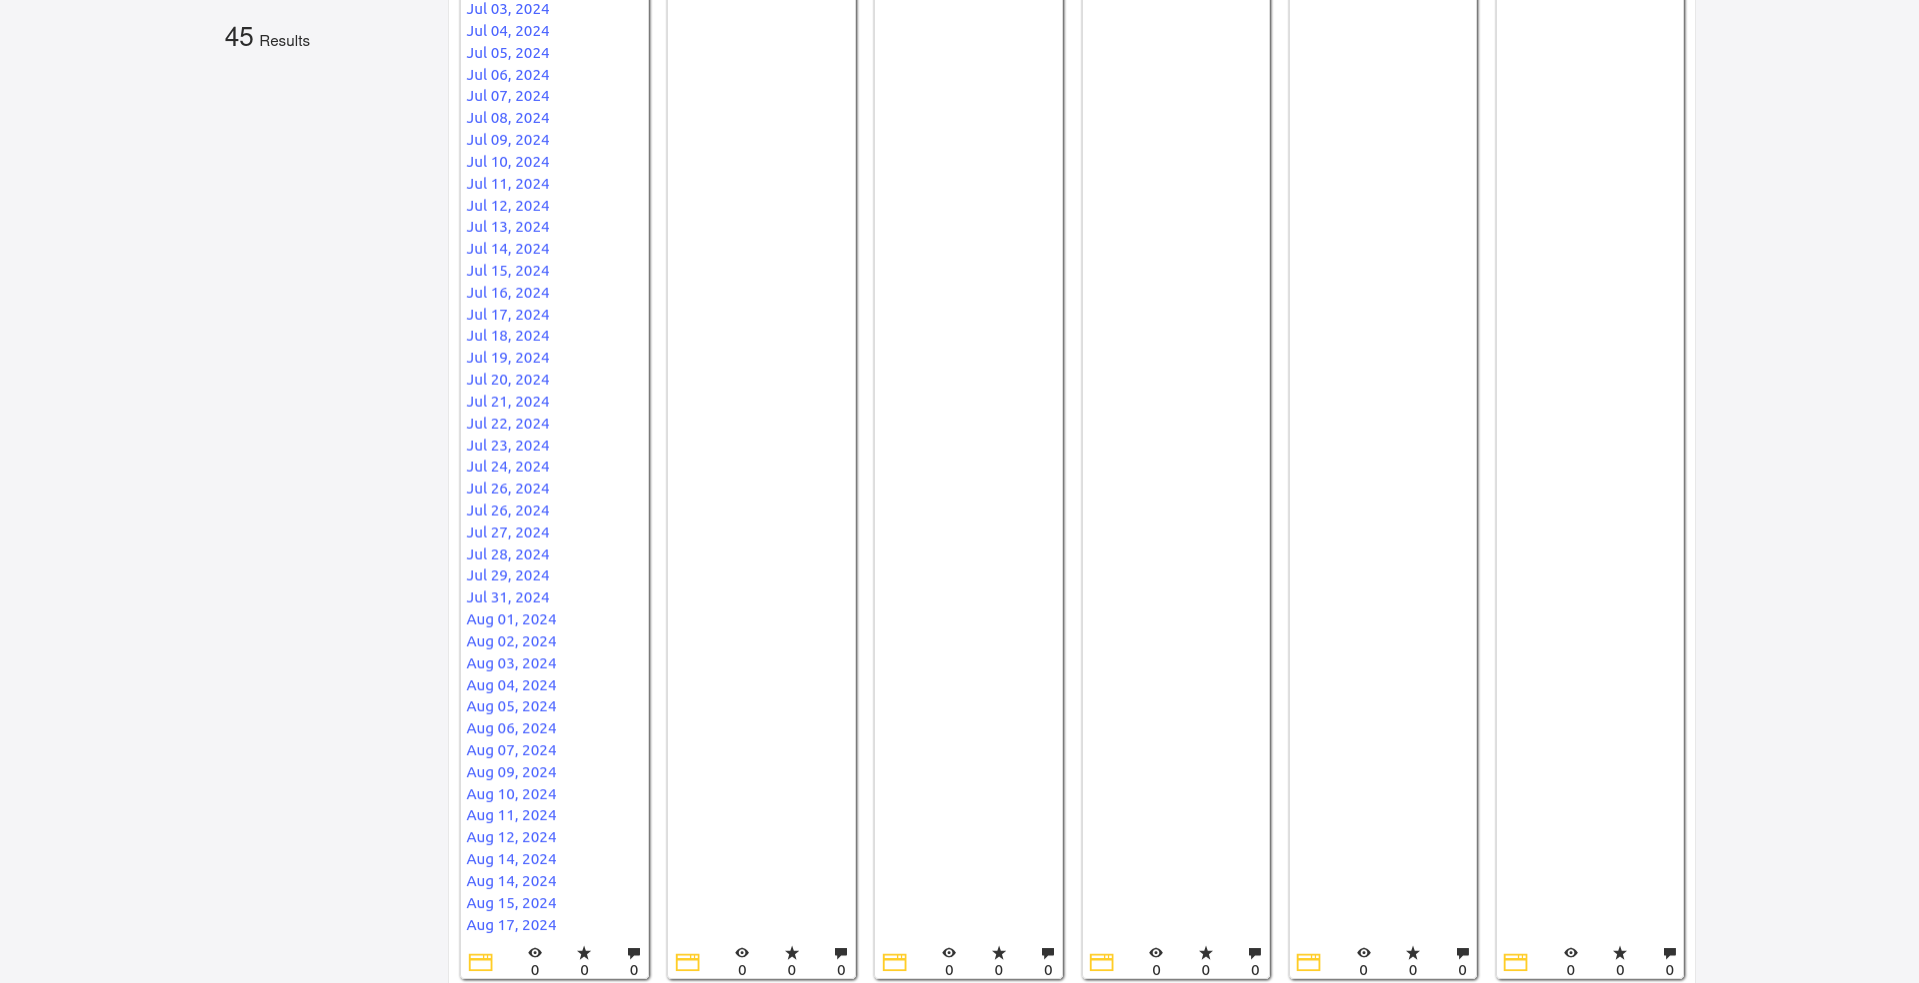 45 Results
Jul 03, 2024
Jul 04, 2024
Jul 05, 2024
Jul 06, 2024
Jul 07, 2024
Jul 08, 2024
Jul 09, 2024
Jul 10, 2024
Jul 11, 2024
Jul 12, 2024
Jul 13, 2024
Jul 14, 2024
Jul 15, 2024
Jul 16, 2024
Jul 17, 2024
Jul 18, 2024
Jul 19, 2024
Jul 20, 2024
Jul 21, 2024
Jul 22, 2024
Jul 23, 2024
Jul 24, 2024
Jul 26, 2024
Jul 26, 2024
Jul 27, 2024
Jul 28, 2024
Jul 29, 2024
Jul 31, 2024
Aug 01, 2024
Aug 02, 2024
Aug 03, 2024
Aug 04, 2024
Aug 05, 2024
Aug 06, 2024
Aug 07, 2024
Aug 09, 2024
Aug 10, 2024
Aug 11, 2024
Aug 12, 2024
Aug 14, 2024
Aug 14, 2024
Aug 15, 2024
Aug 17, 2024
0 0 0
0 0 0
0 0 0
0 0 0
0 0 0
0 0 0